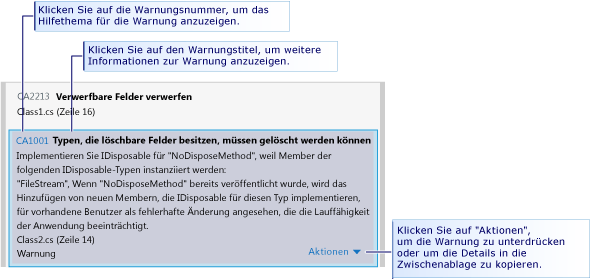 Klicken Sie auf die Warnungsnummer, um das
Hilfethema für die Warnung anzuzeigen.
Klicken Sie auf den Warnungstitel, um weitere
Informationen zur Warnung anzuzeigen.
CA2213 Verwerfbare Felder verwerfen
Class1.cs (Zeile 16)
CA1001 Typen, die löschbare Felder besitzen, müssen gelöscht werden können
Implementieren Sie IDisposable für "NoDisposeMethod", weil Member der
folgenden IDisposable-Typen instanziiert werden:
"FileStream", Wenn "NoDisposeMethod" bereits veröffentlicht wurde, wird das
Hinzufügen von neuen Membern, die IDisposable für diesen Typ implementieren,
für vorhandene Benutzer als fehlerhafte Änderung angesehen, die die Lauffähigkeit
der Anwendung beeinträchtigt.
Class2.cs (Zeile 14)
Warnung
Aktionen
Klicken Sie auf "Aktionen",
um die Warnung zu unterdrücken
oder um die Details in die
Zwischenablage zu kopieren.